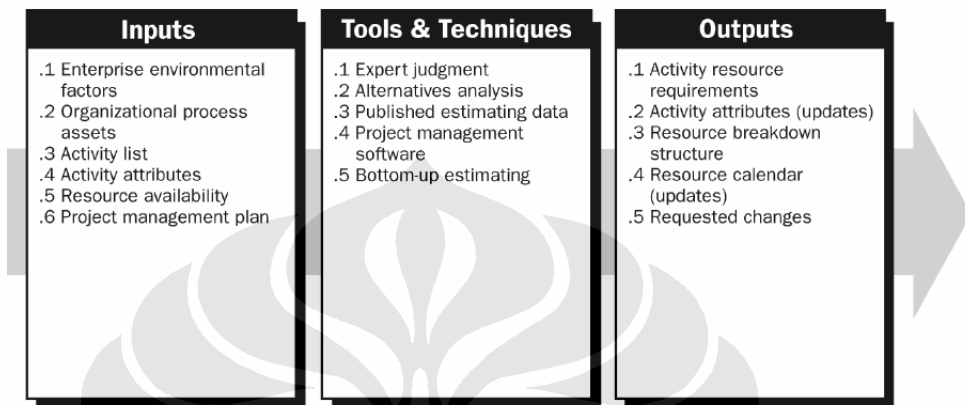 Inputs
.1 Enterprise environmental
factors
.2 Organizational process
assets
.3 Activity list
.4 Activity attributes
.5 Resource availability
.6 Project management plan
Tools & Techniques
.1 Expert judgment
.2 Alternatives analysis
.3 Published estimating data
.4 Project management
software
.5 Bottom-up estimating
Outputs
.1 Activity resource
requirements
.2 Activity attributes (updates)
.3 Resource breakdown
structure
.4 Resource calendar
(updates)
.5 Requested changes